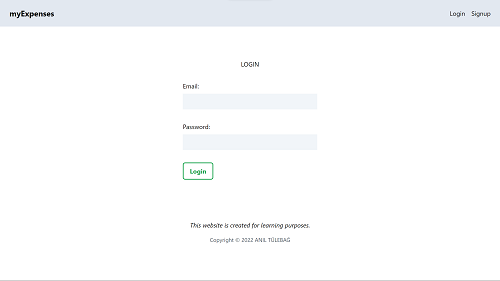 myExpenses
Login Signup
LOGIN
Email:
Password:
Login
This website is created for learning purposes.
Copyright © 2022 ANIL TÜLEBAĞ